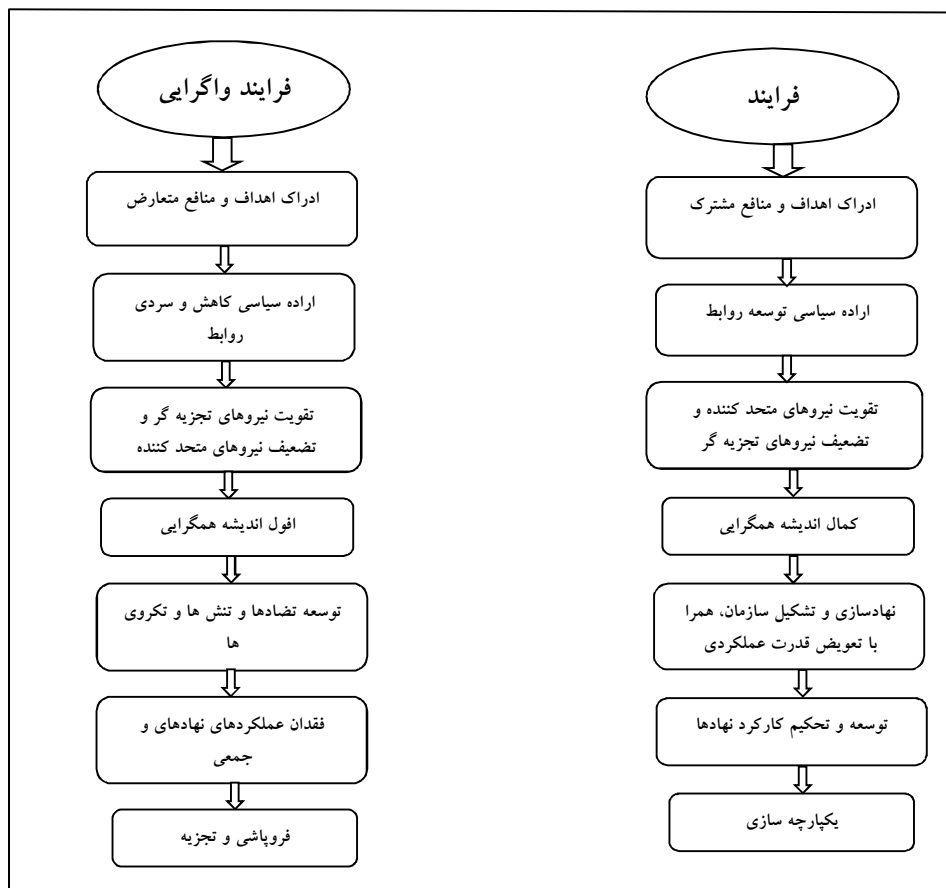 فرایند
ادراک اهداف و منافع مشترک
اراده سیاسی توسعه روابط
تقویت نیروهای متحد کننده و
تضعیف نیروهای تجزیه گر
کمال اندیشه همگرایی
نهادسازی و تشکیل سازمان، همرا
با تعویض قدرت عملکردی
توسعه و تحکیم کارکرد نهادها
یکپارچه سازی
فرایند واگرایی
ادراک اهداف و منافع متعارض
اراده سیاسی کاهش و سردی
روابط
تقویت نیروهای تجزیه گر و
تضعیف نیروهای متحد کننده
افول اندیشه همگرایی
توسعه تضادها و تنش ها و تکروی
ها
فقدان عملکردهای نهادهای و
جمعی
فروپاشی و تجزیه